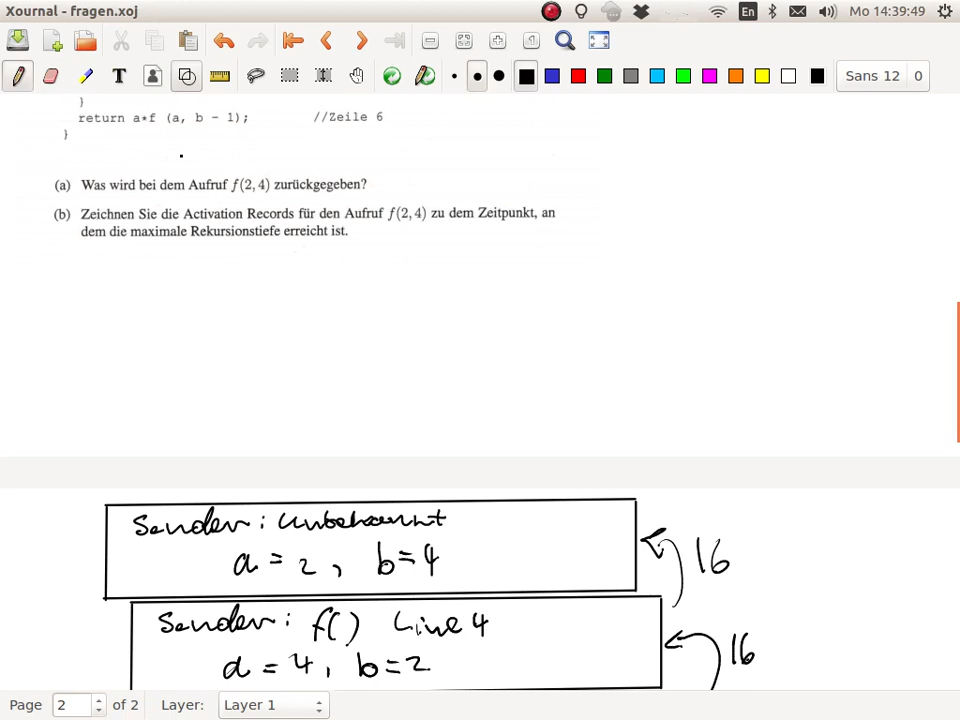 Xournal - fragen.xoj
En
Mo 14:39:49
T
Sans 12 0
}
return a*f (a, b - 1); //Zeile 6
}
(a) Was wird bei dem Aufruf f(2,4) zurückgegeben?
(b) Zeichnen Sie die Activation Records für den Aufruf f(2,4) zu dem Zeitpunkt, an
dem die maximale Rekursionstiefe erreicht ist.
Sender: unbekannt
a = 2, b=4
16
Sender: f() Line 4
a = 4, b=2
16
Page 2 of 2 Layer: Layer 1